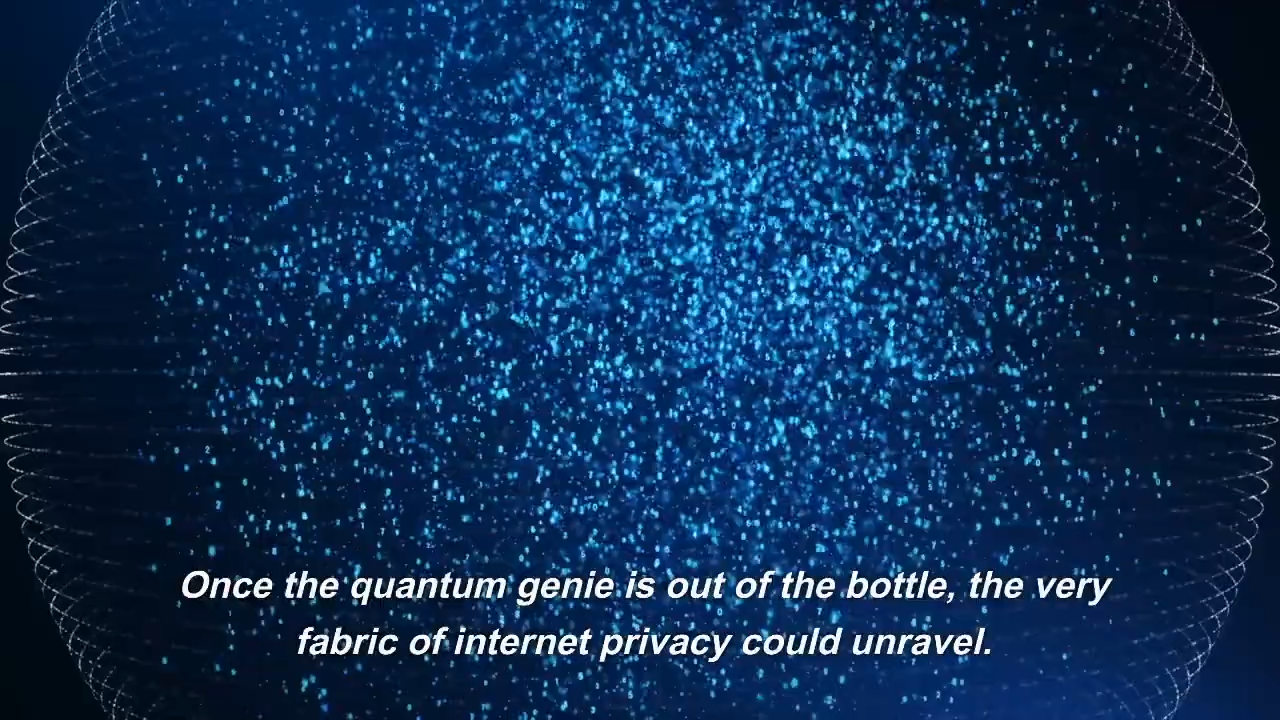 Once the quantum genie is out of the bottle, the very
fabric of internet privacy could unravel.